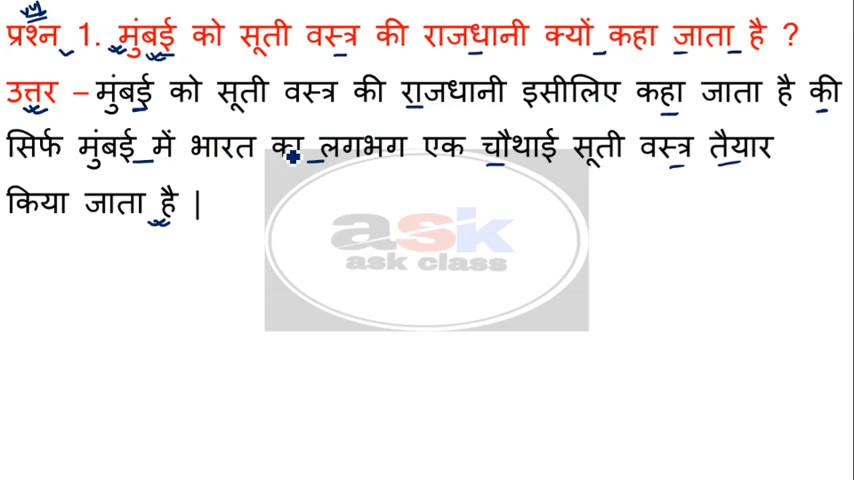 प्रश्न 1. मुंबई को सूती वस्त्र की राजधानी क्यों कहा जाता है ?
उत्तर – मुंबई को सूती वस्त्र की राजधानी इसीलिए कहा जाता है की
सिर्फ मुंबई में भारत का लगभग एक चौथाई सूती वस्त्र तैयार
किया जाता है |
ask
ask class